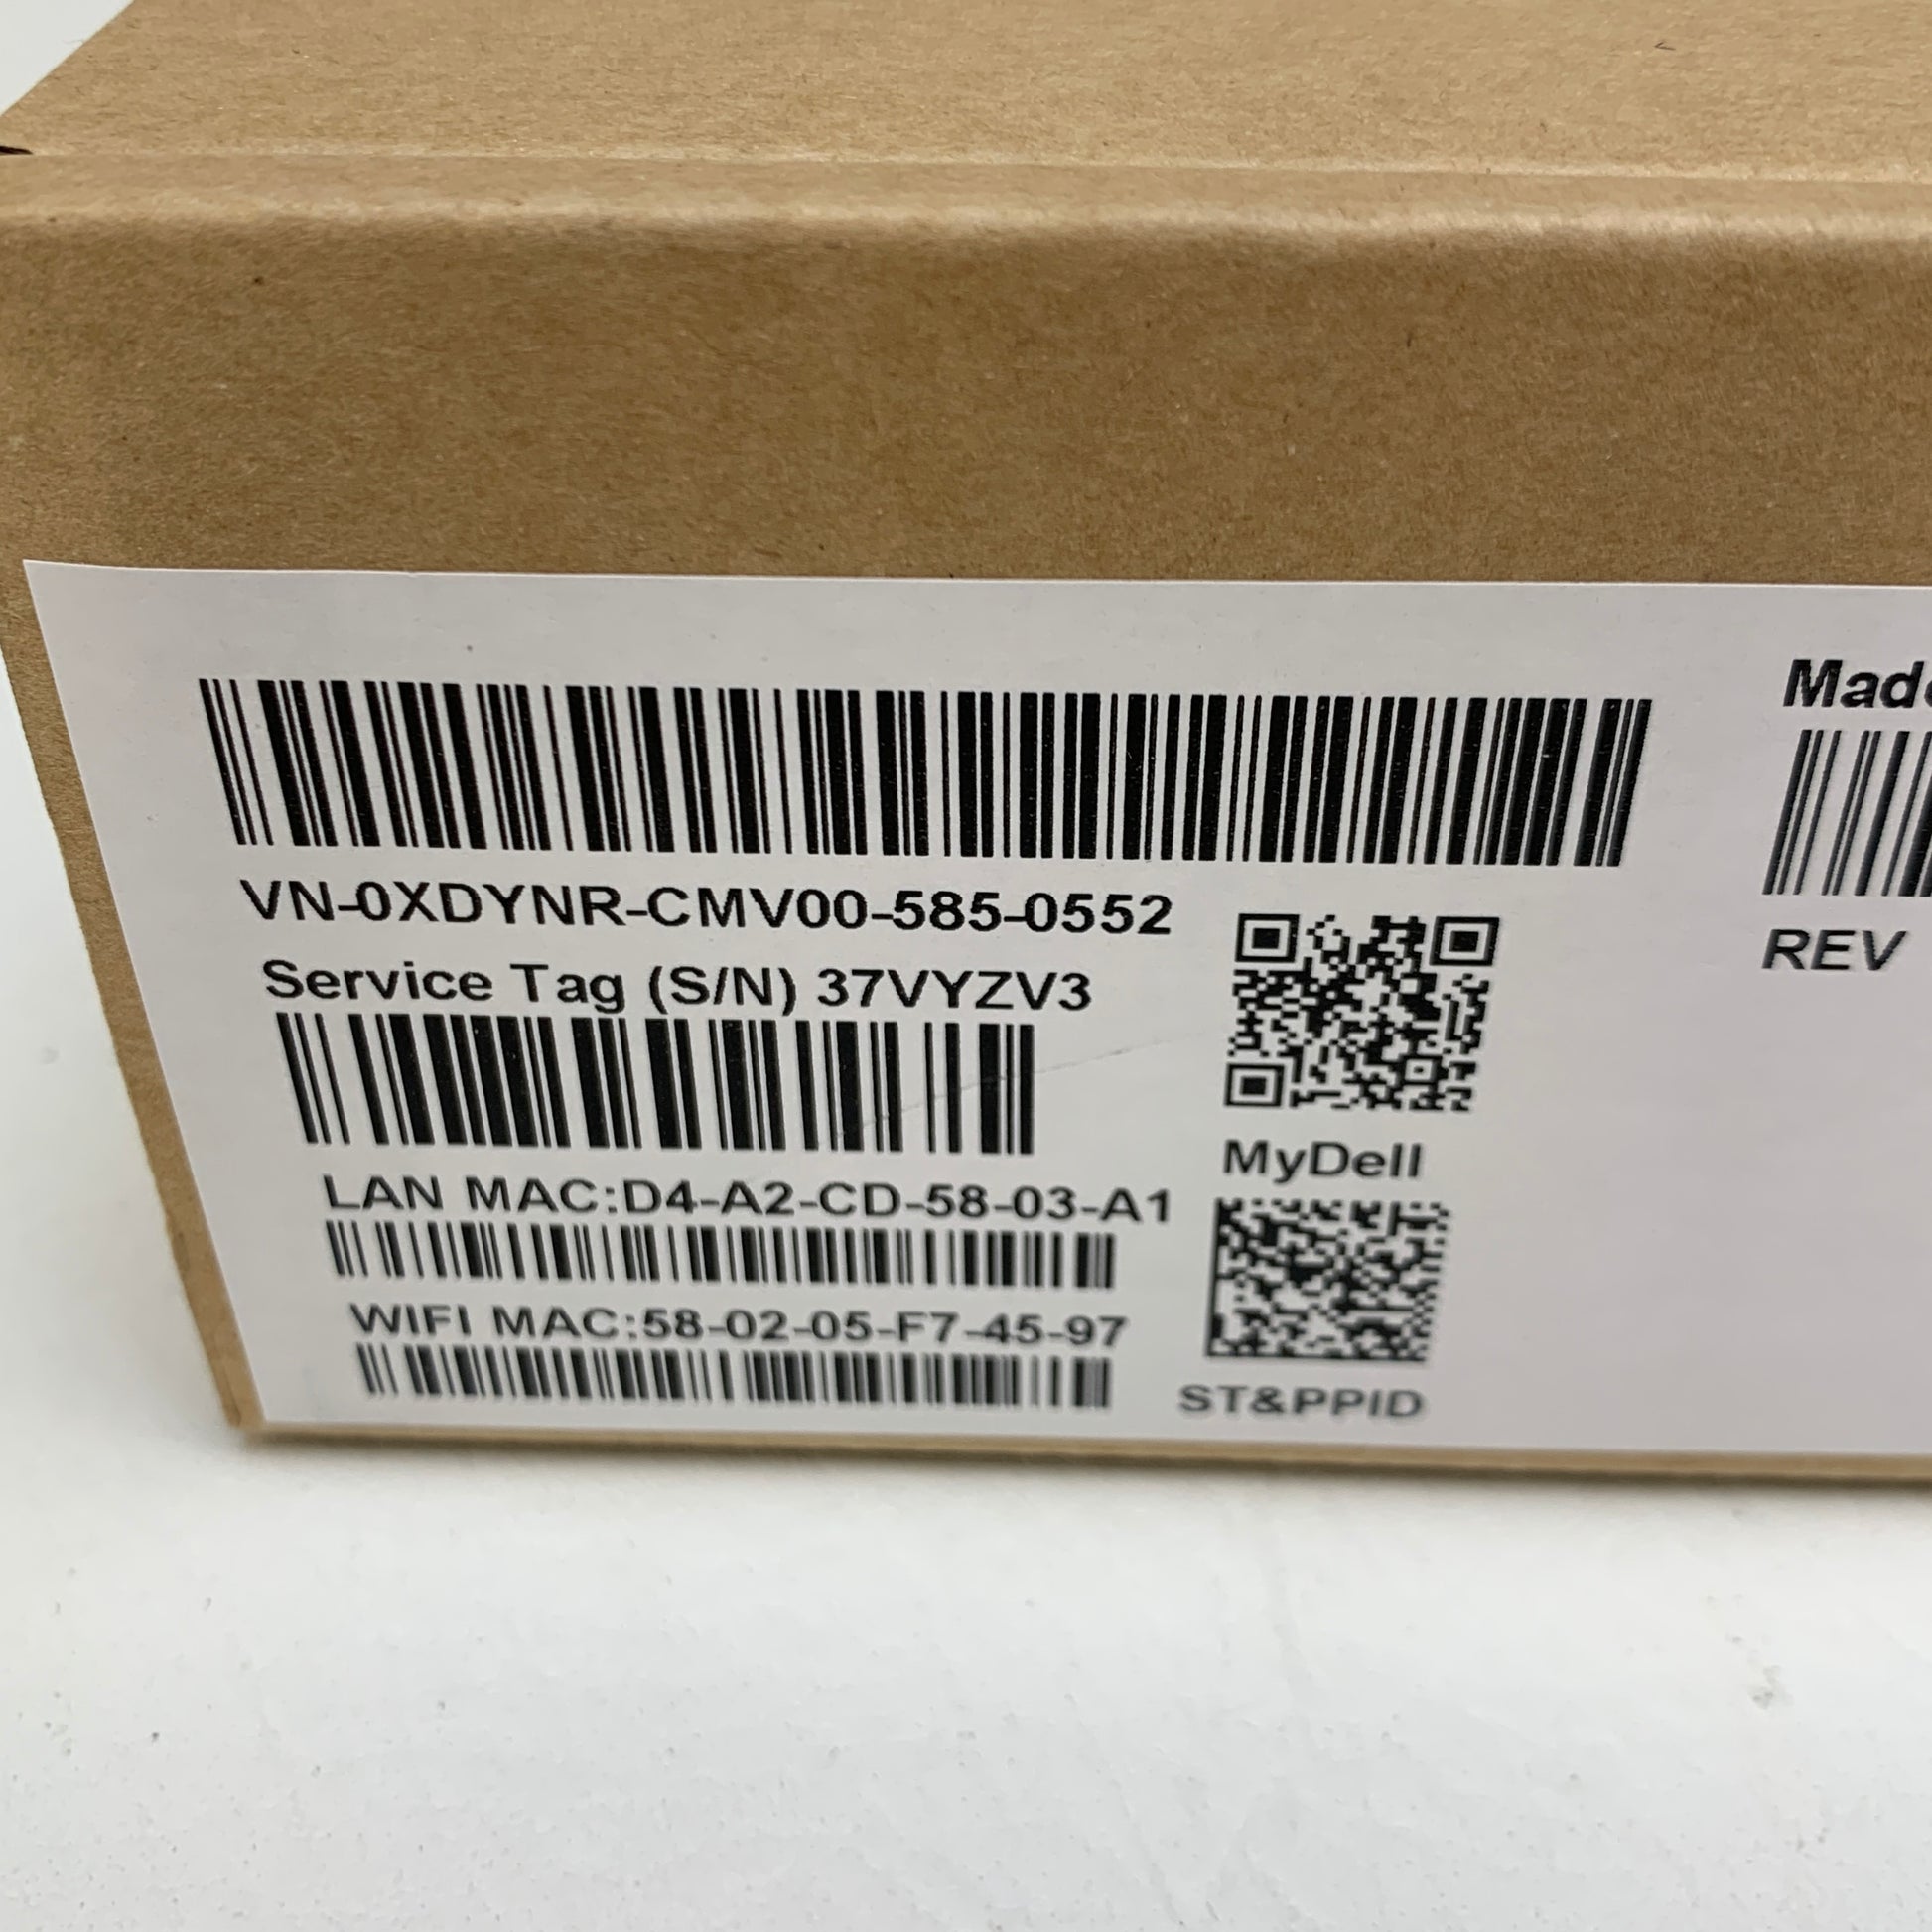 VN-0XDYNR-CMV00-585-0552
Service Tag (S/N) 37VYZV3
LAN MAC:D4-A2-CD-58-03-A1
WIFI MAC:58-02-05-F7-45-97
MyDell
ST&PPID
Made
REV